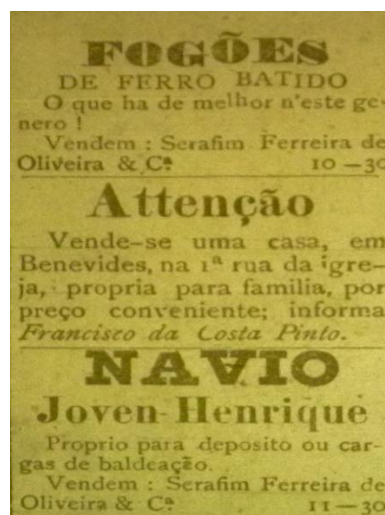 FOGÕES
DE FERRO BATIDO
O que ha de melhor n'este ge-
nero !
Vendem : Serafim Ferreira de
Oliveira & Cª 10—30
Attenção
Vende-se uma casa, em
Benevides, na 1ª rua da igre-
ja, propria para familia, por
preço conveniente; informa
Francisco da Costa Pinto.
NAVIO
Joven Henrique
Proprio para deposito ou car-
gas de baldeação.
Vendem : Serafim Ferreira de
Oliveira & Cª 11—30